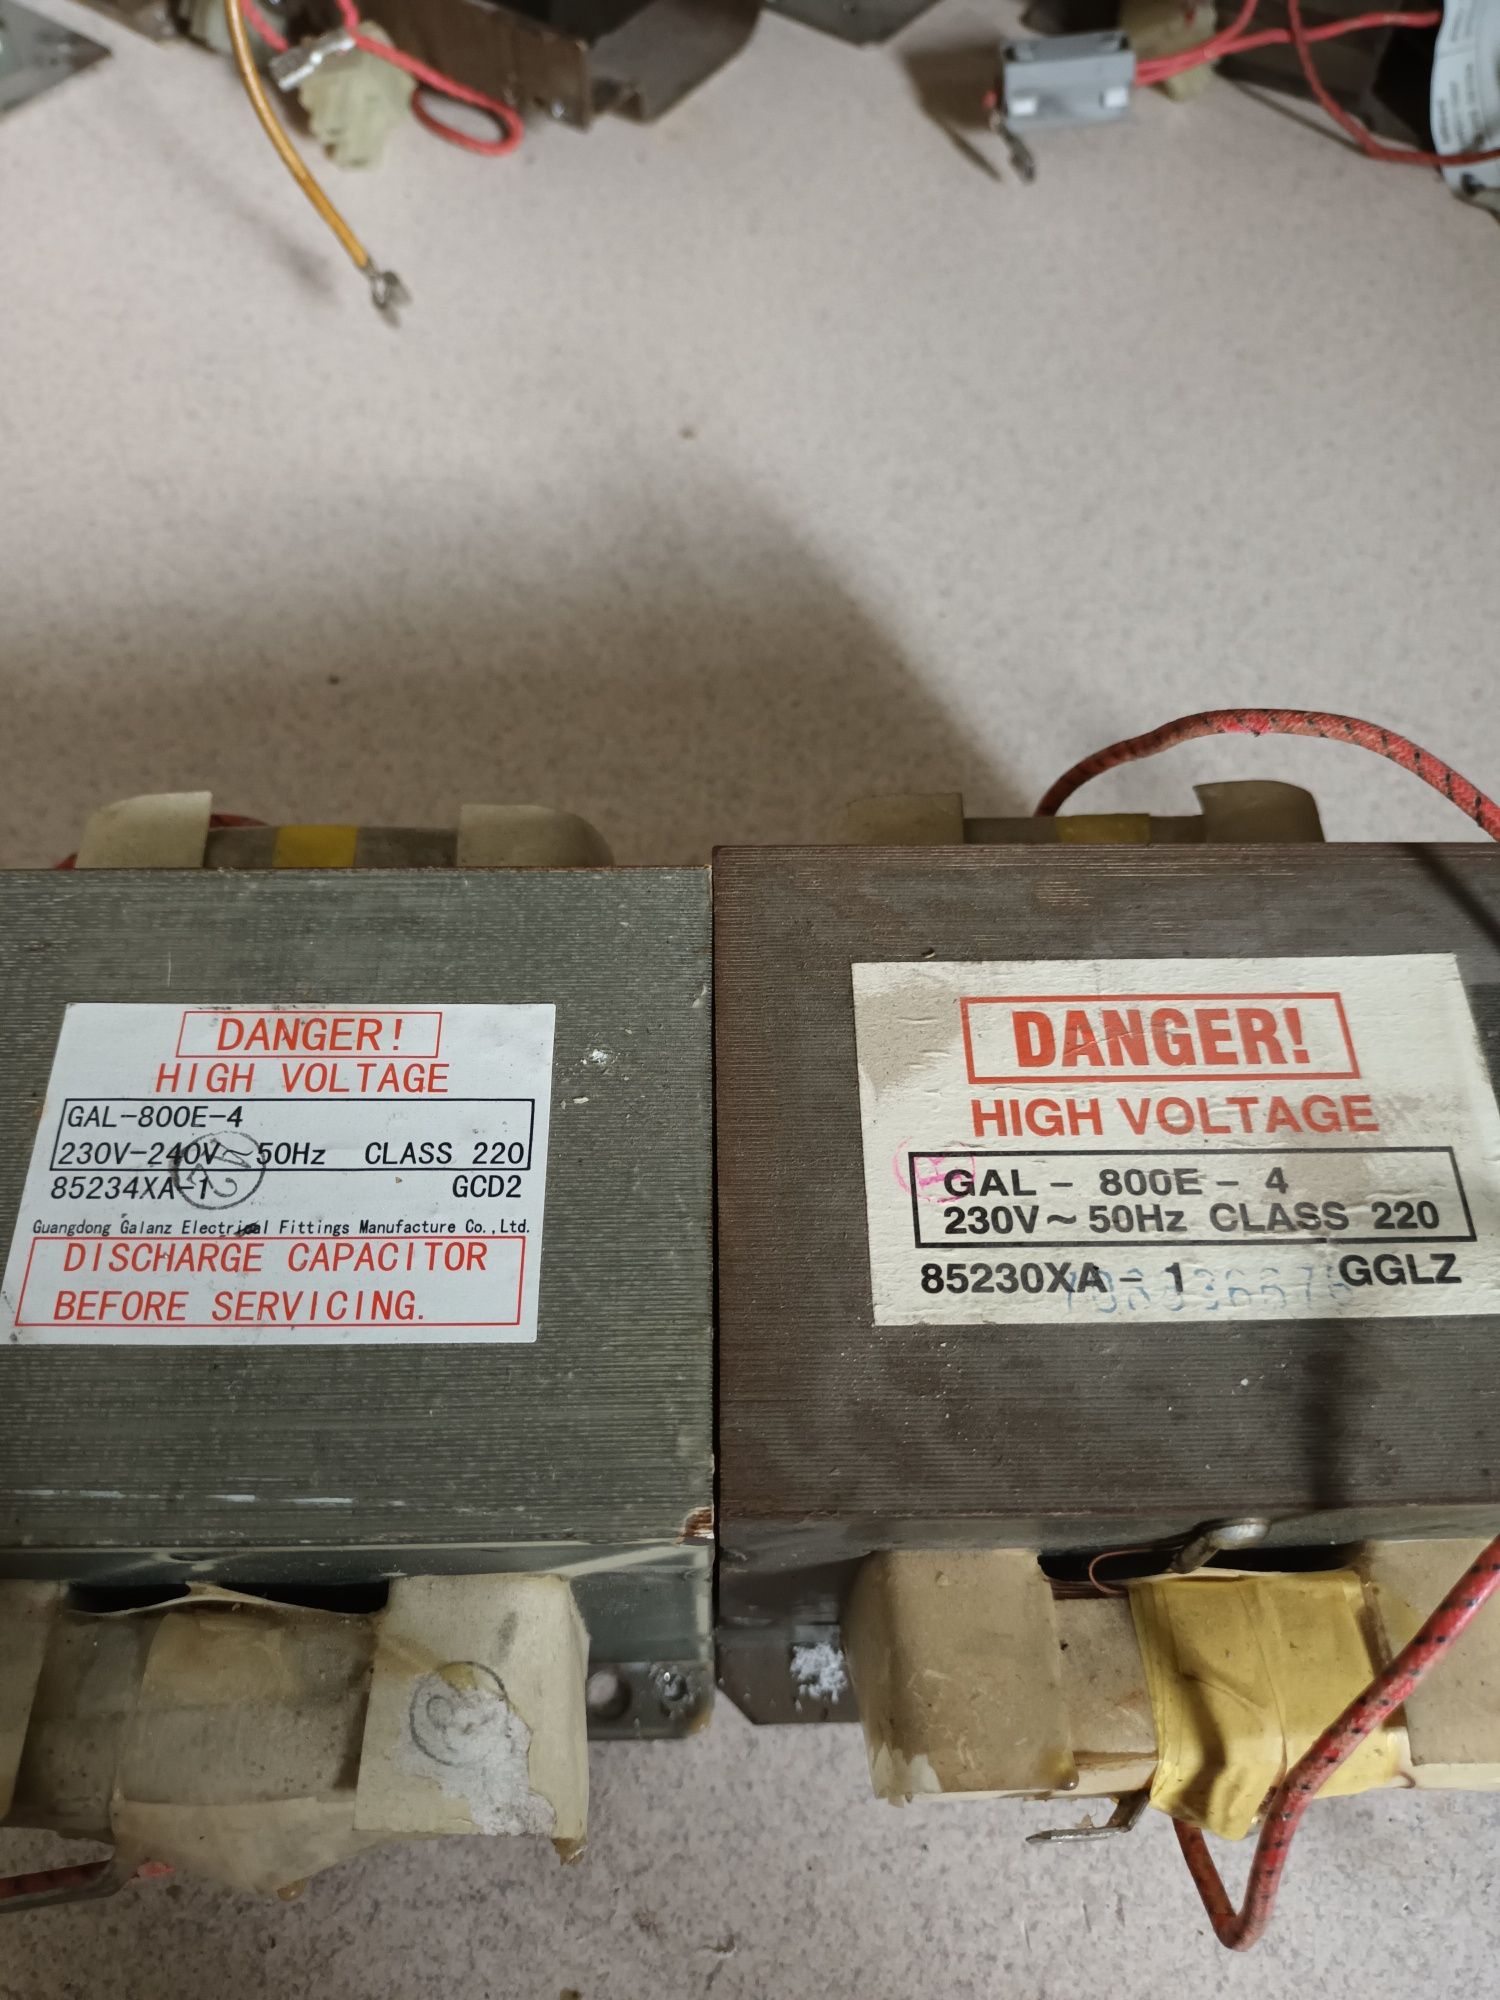 DANGER!
HIGH VOLTAGE
GAL-800E-4
230V-240V~50Hz CLASS 220
85234XA-1 GCD2
Guangdong Galanz Electrical Fittings Manufacture Co.,Ltd.
DISCHARGE CAPACITOR
BEFORE SERVICING.
DANGER!
HIGH VOLTAGE
GAL - 800E - 4
230V~50Hz CLASS 220
85230XA - 1 GGLZ